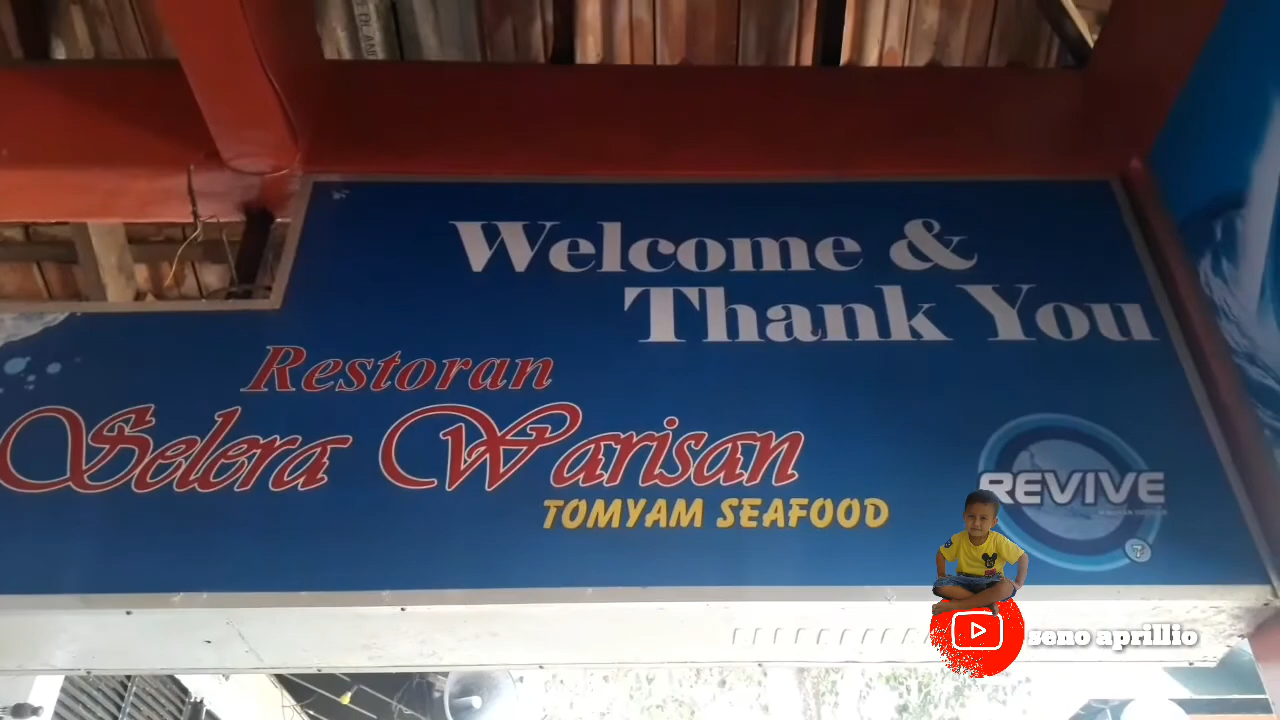 Welcome &
Thank You
Restoran
Selera Warisan
TOMYAM SEAFOOD
REVIVE
seno aprillio